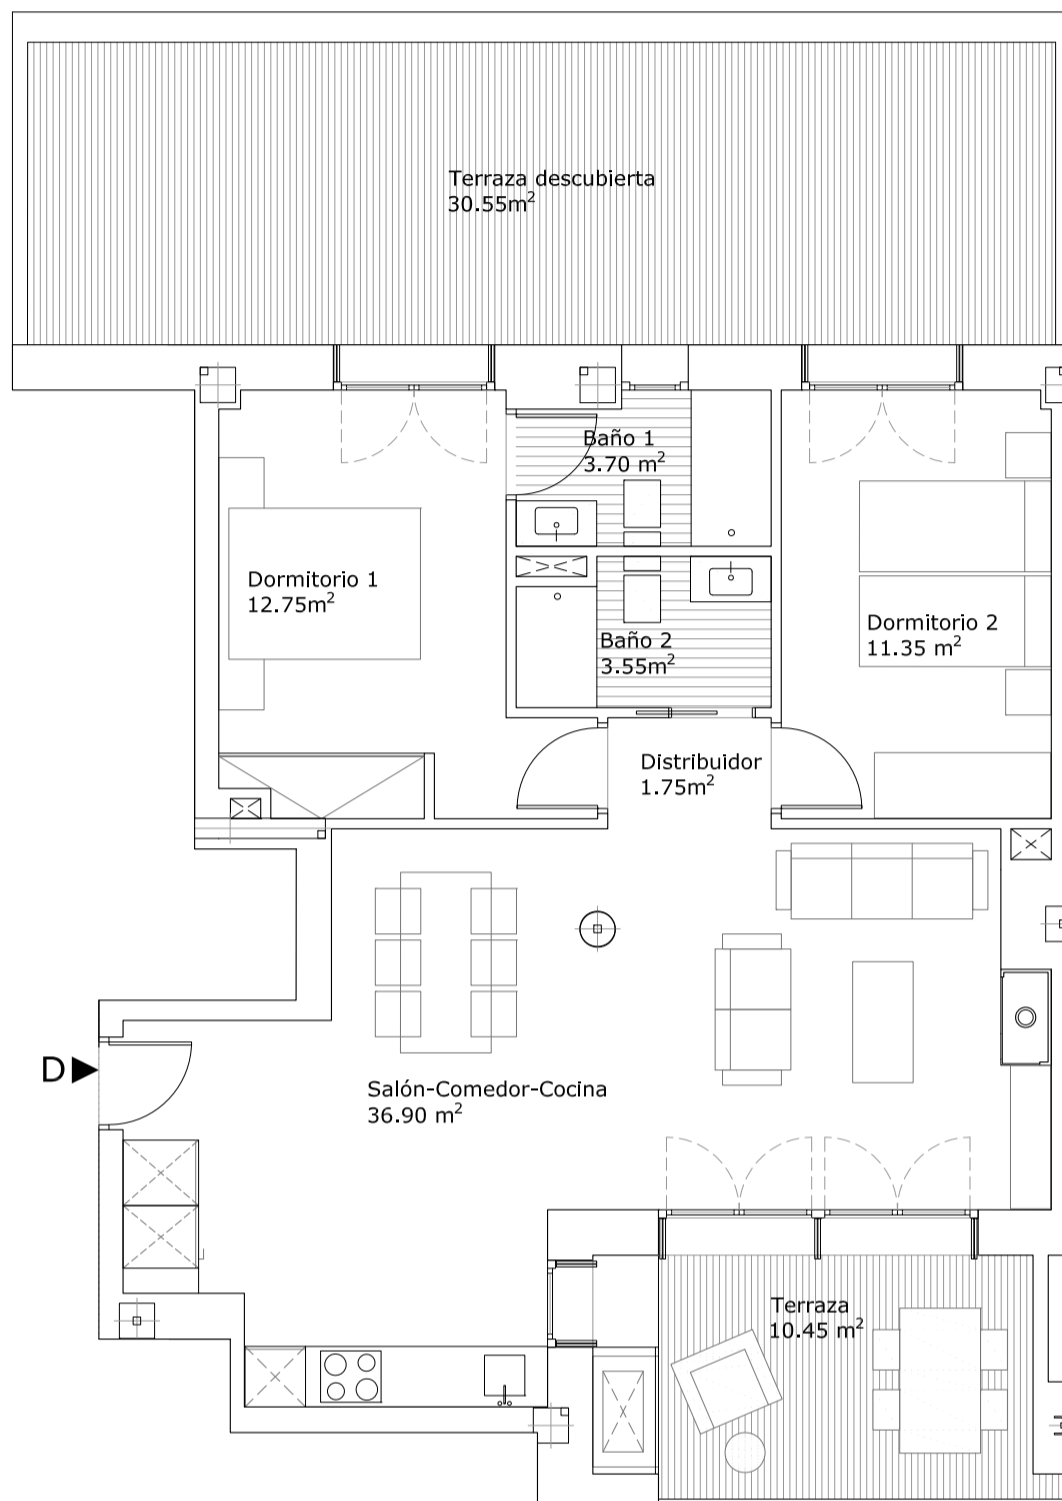 Terraza descubierta
30.55m²
Baño 1
3.70 m²
Dormitorio 1
12.75m²
Dormitorio 2
11.35 m²
Baño 2
3.55m²
Distribuidor
1.75m²
D
Salón-Comedor-Cocina
36.90 m²
Terraza
10.45 m²